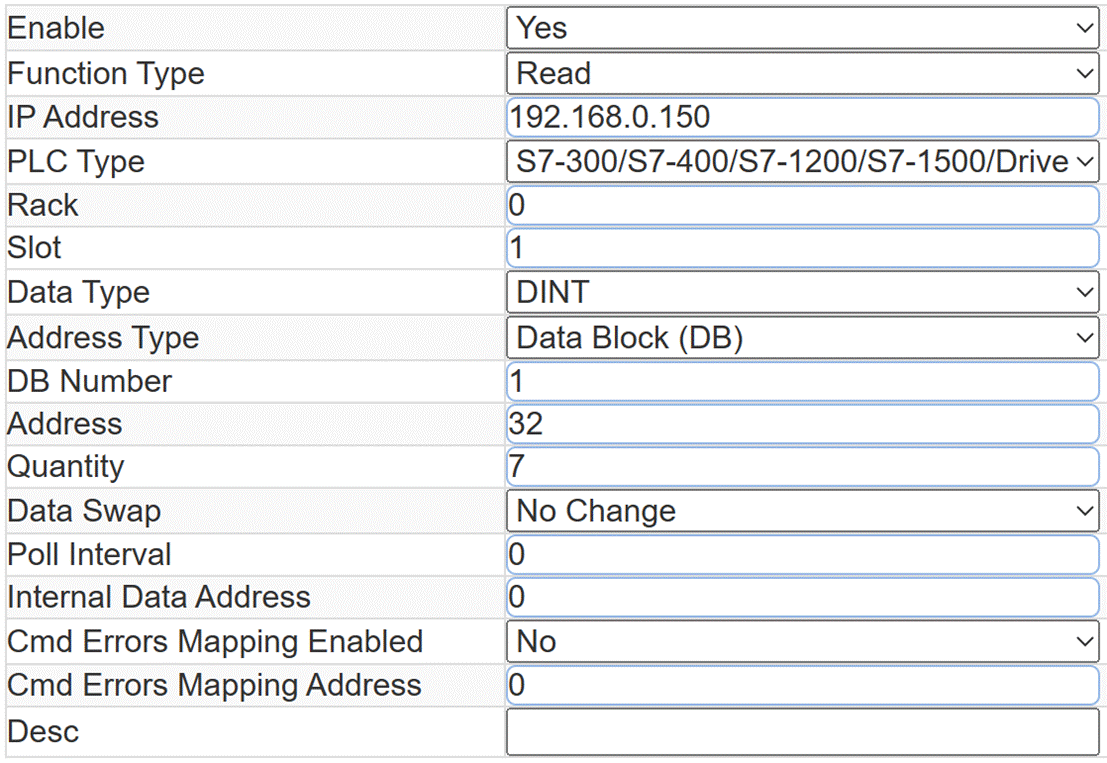 Enable Yes
Function Type Read
IP Address 192.168.0.150
PLC Type S7-300/S7-400/S7-1200/S7-1500/Drive
Rack 0
Slot 1
Data Type DINT
Address Type Data Block (DB)
DB Number 1
Address 32
Quantity 7
Data Swap No Change
Poll Interval 0
Internal Data Address 0
Cmd Errors Mapping Enabled No
Cmd Errors Mapping Address 0
Desc